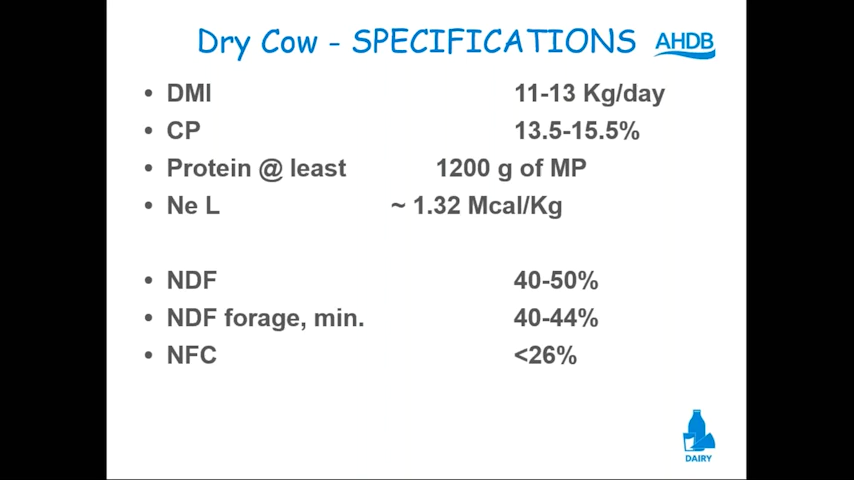 Dry Cow - SPECIFICATIONS AHDB
• DMI 11-13 Kg/day
• CP 13.5-15.5%
• Protein @ least 1200 g of MP
• Ne L ~ 1.32 Mcal/Kg
• NDF 40-50%
• NDF forage, min. 40-44%
• NFC <26%
DAIRY